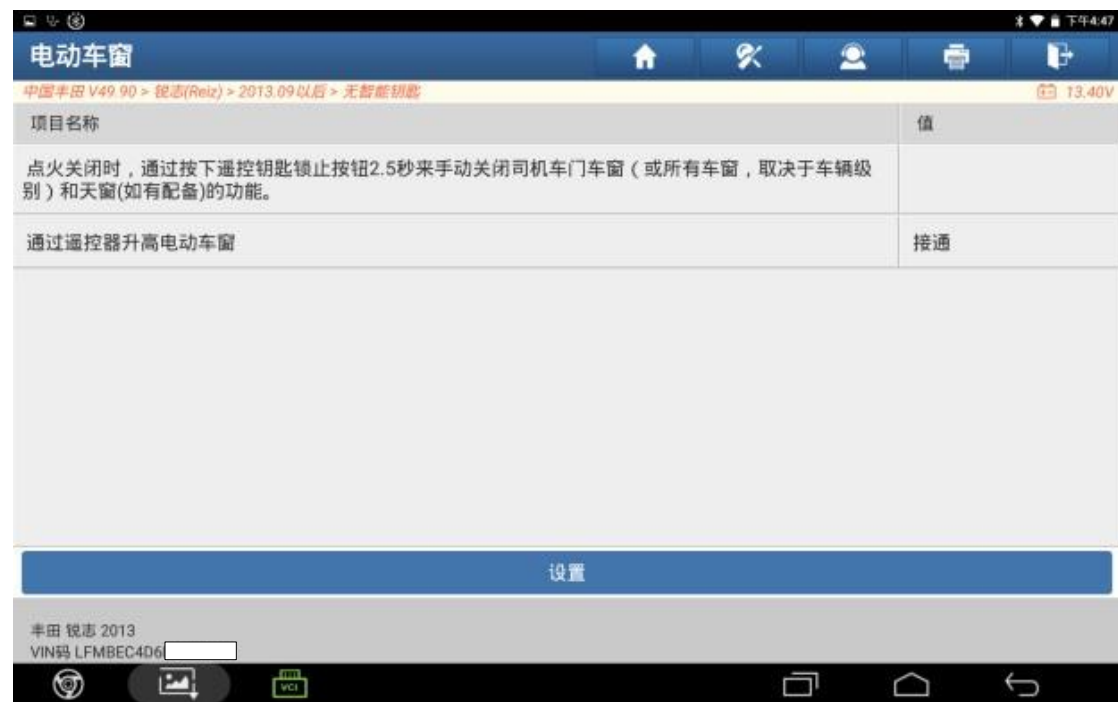 下午4:47
电动车窗
中国丰田 V49.90 > 锐志(Reiz) > 2013.09以后 > 无智能钥匙
13.40V
项目名称
值
点火关闭时，通过按下遥控钥匙锁止按钮2.5秒来手动关闭司机车门车窗（或所有车窗，取决于车辆级
别）和天窗(如有配备)的功能。
通过遥控器升高电动车窗
接通
设置
丰田 锐志 2013
VIN码 LFMBEC4D6
VCI